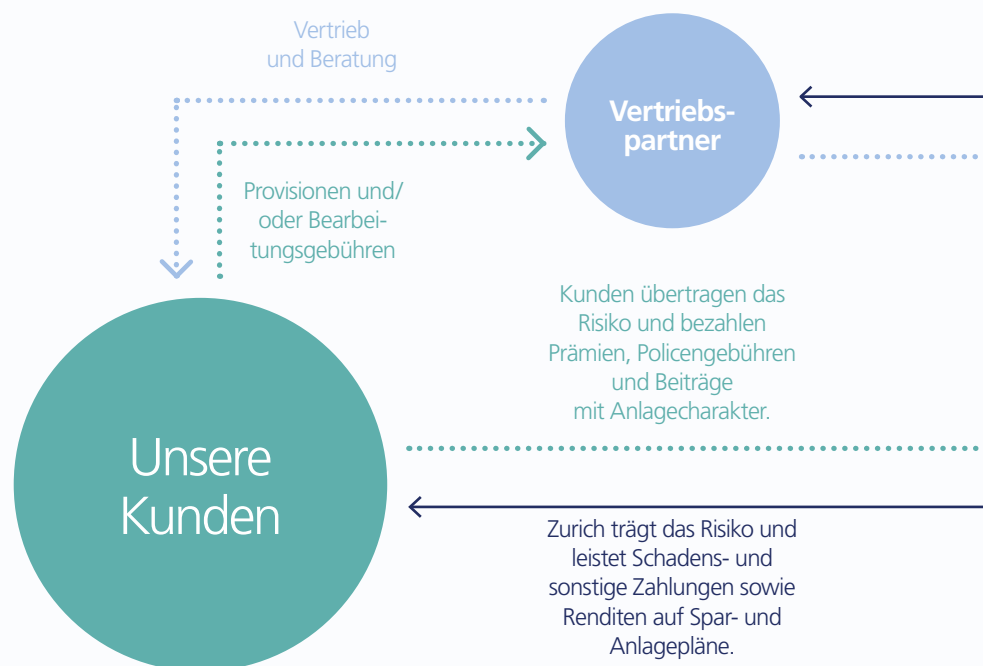 Vertrieb
und Beratung
Vertriebs-
partner
Provisionen und/
oder Bearbei-
tungsgebühren
Kunden übertragen das
Risiko und bezahlen
Prämien, Policengebühren
und Beiträge
mit Anlagecharakter.
Unsere
Kunden
Zurich trägt das Risiko und
leistet Schadens- und
sonstige Zahlungen sowie
Renditen auf Spar- und
Anlagepläne.